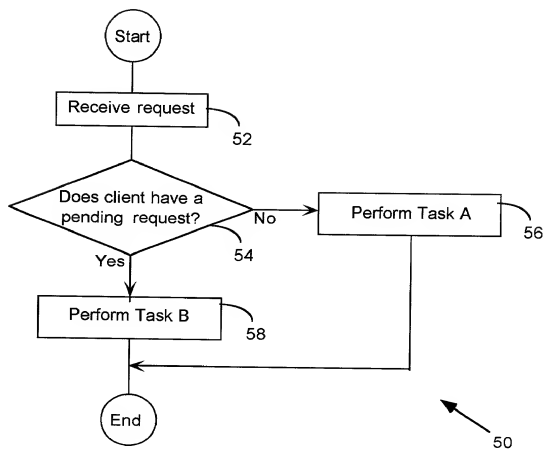 Start
Receive request
52
Does client have a
pending request?
No
54
Perform Task A
56
Yes
Perform Task B
58
End
50